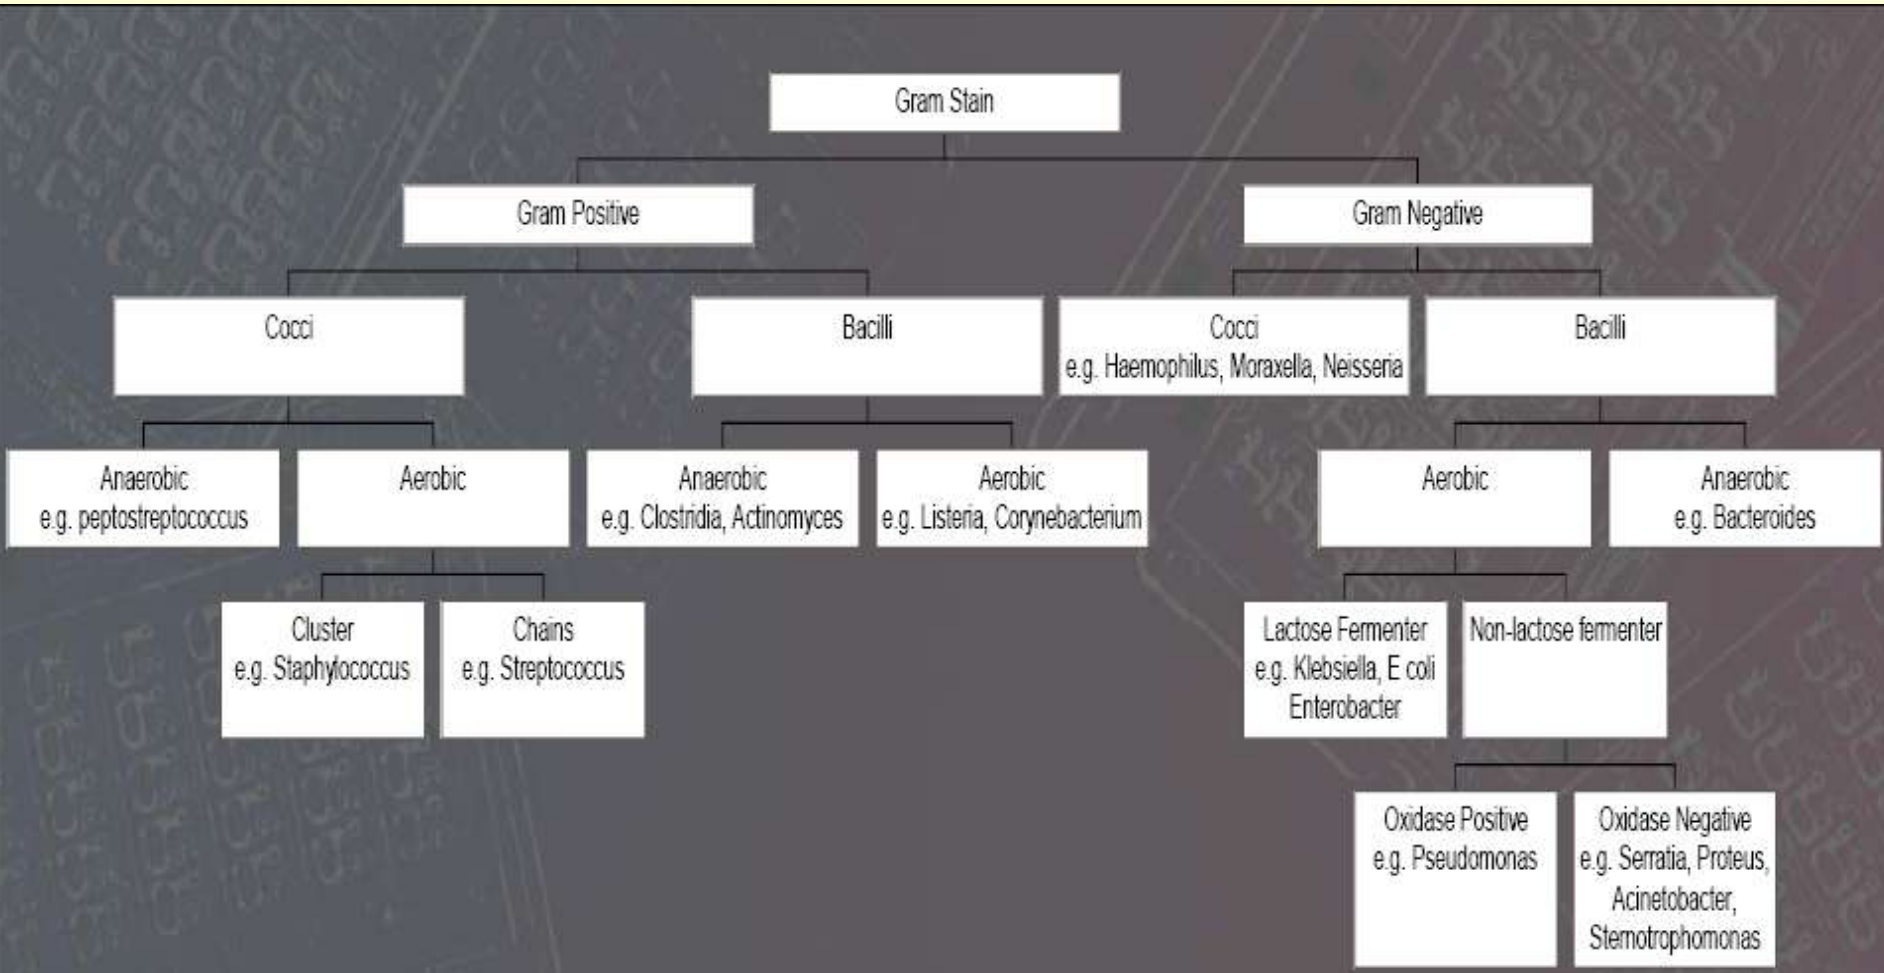 Gram Stain
Gram Positive
Gram Negative
Cocci
Bacilli
Cocci
e.g. Haemophilus, Moraxella, Neisseria
Bacilli
Anaerobic
e.g. peptostreptococcus
Aerobic
Anaerobic
e.g. Clostridia, Actinomyces
Aerobic
e.g. Listeria, Corynebacterium
Aerobic
Anaerobic
e.g. Bacteroides
Cluster
e.g. Staphylococcus
Chains
e.g. Streptococcus
Lactose Fermenter
e.g. Klebsiella, E coli
Enterobacter
Non-lactose fermenter
Oxidase Positive
e.g. Pseudomonas
Oxidase Negative
e.g. Serratia, Proteus,
Acinetobacter,
Sternotrophomonas